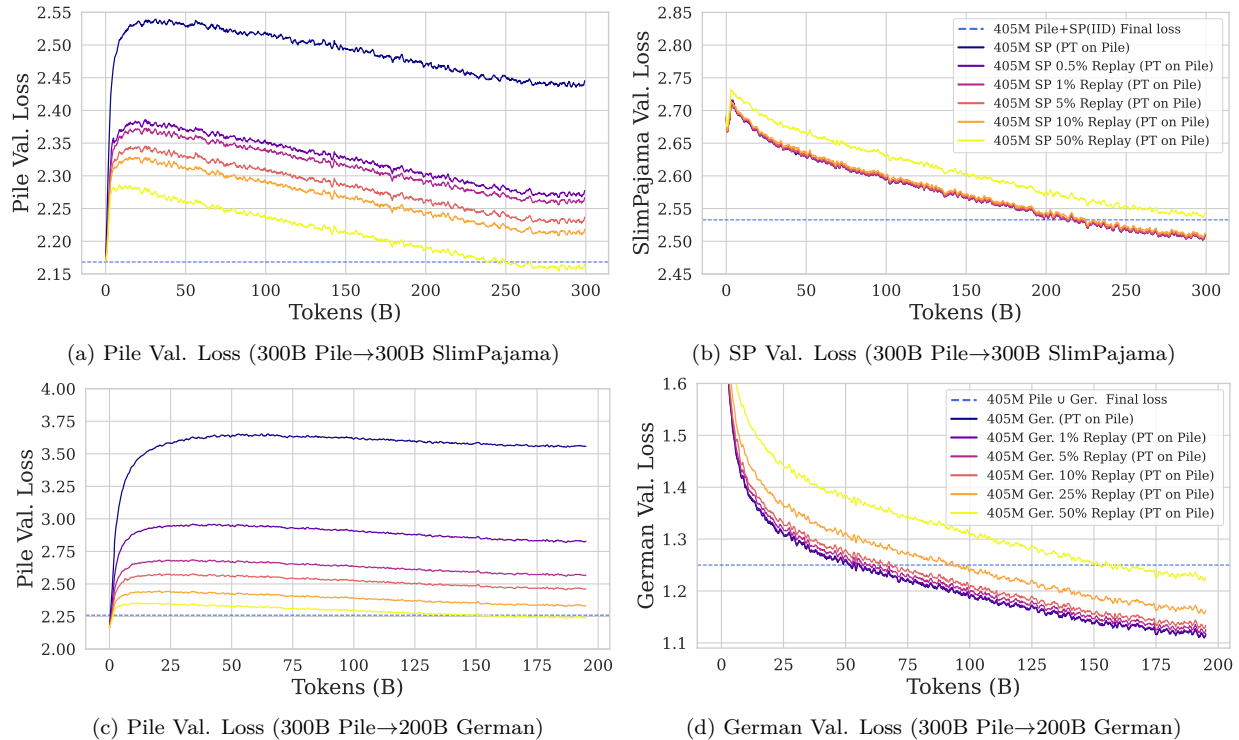 2.55
2.50
2.45
2.40
2.35
2.30
2.25
2.20
2.15
Pile Val. Loss
0 50 100 150 200 250 300
Tokens (B)
(a) Pile Val. Loss (300B Pile→300B SlimPajama)
2.85
2.80
2.75
2.70
2.65
2.60
2.55
2.50
2.45
SlimPajama Val. Loss
405M Pile+SP(IID) Final loss
405M SP (PT on Pile)
405M SP 0.5% Replay (PT on Pile)
405M SP 1% Replay (PT on Pile)
405M SP 5% Replay (PT on Pile)
405M SP 10% Replay (PT on Pile)
405M SP 50% Replay (PT on Pile)
0 50 100 150 200 250 300
Tokens (B)
(b) SP Val. Loss (300B Pile→300B SlimPajama)
4.00
3.75
3.50
3.25
3.00
2.75
2.50
2.25
2.00
Pile Val. Loss
0 25 50 75 100 125 150 175 200
Tokens (B)
(c) Pile Val. Loss (300B Pile→200B German)
1.6
1.5
1.4
1.3
1.2
1.1
German Val. Loss
405M Pile ∪ Ger. Final loss
405M Ger. (PT on Pile)
405M Ger. 1% Replay (PT on Pile)
405M Ger. 5% Replay (PT on Pile)
405M Ger. 10% Replay (PT on Pile)
405M Ger. 25% Replay (PT on Pile)
405M Ger. 50% Replay (PT on Pile)
0 25 50 75 100 125 150 175 200
Tokens (B)
(d) German Val. Loss (300B Pile→200B German)